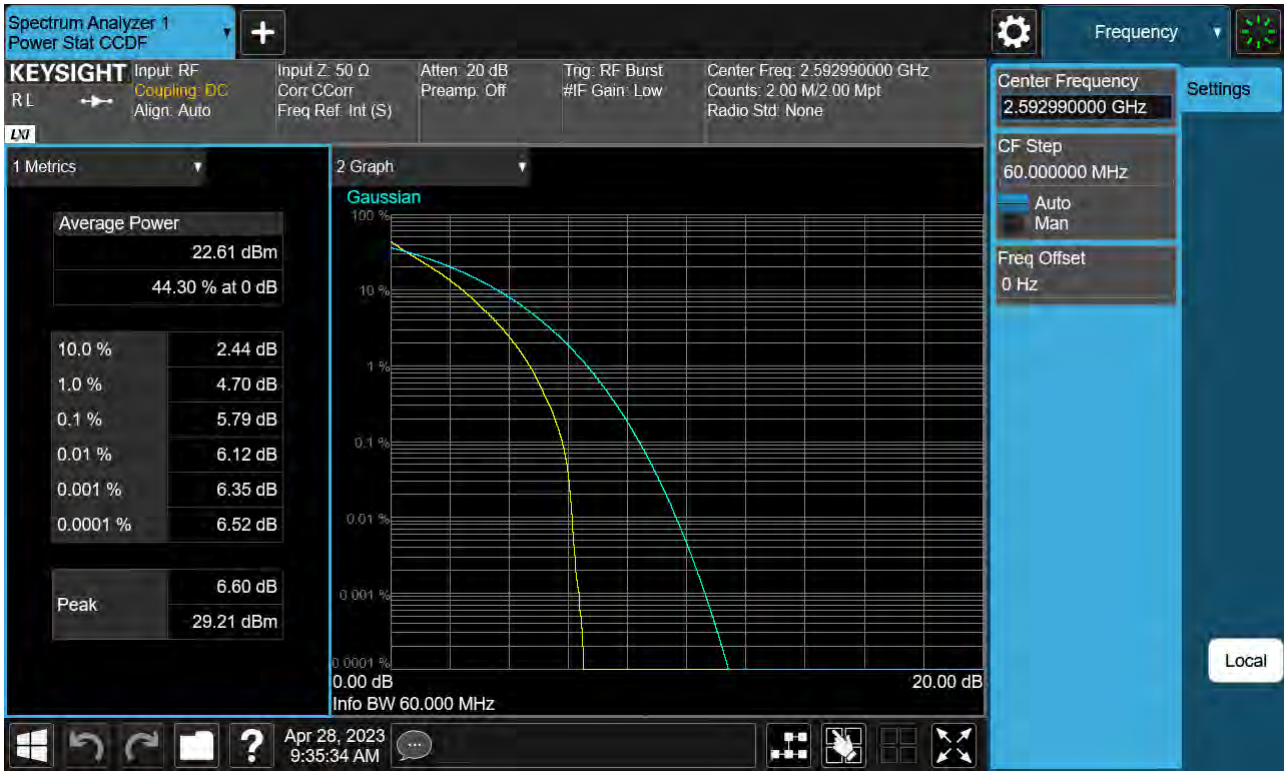 Spectrum Analyzer 1
Power Stat CCDF
+
Frequency
KEYSIGHT
RL
LXI
Input: RF
Coupling: DC
Align: Auto
Input Z: 50 Ω
Corr CCorr
Freq Ref: Int (S)
Atten: 20 dB
Preamp: Off
Trig: RF Burst
#IF Gain: Low
Center Freq: 2.592990000 GHz
Counts: 2.00 M/2.00 Mpt
Radio Std: None
Center Frequency
2.592990000 GHz
Settings
CF Step
60.000000 MHz
Auto
Man
Freq Offset
0 Hz
1 Metrics
Average Power
22.61 dBm
44.30 % at 0 dB
10.0 % 2.44 dB
1.0 % 4.70 dB
0.1 % 5.79 dB
0.01 % 6.12 dB
0.001 % 6.35 dB
0.0001 % 6.52 dB
Peak
6.60 dB
29.21 dBm
2 Graph
Gaussian
100 %
10 %
1 %
0.1 %
0.01 %
0.001 %
0.0001 %
0.00 dB 20.00 dB
Info BW 60.000 MHz
Local
?
Apr 28, 2023
9:35:34 AM